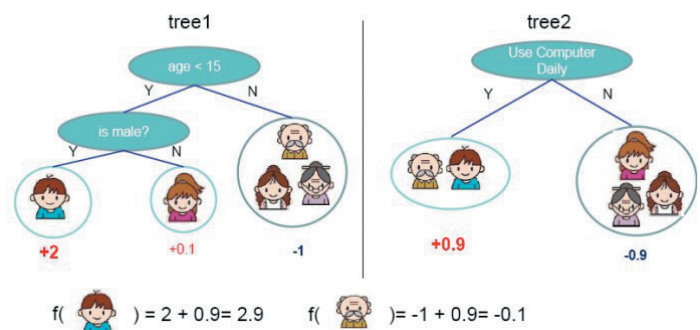 tree1
age < 15
Y
N
is male?
Y
N
+2
+0.1
-1
tree2
Use Computer
Daily
Y
N
+0.9
-0.9
f( ) = 2 + 0.9= 2.9
f( )= -1 + 0.9= -0.1